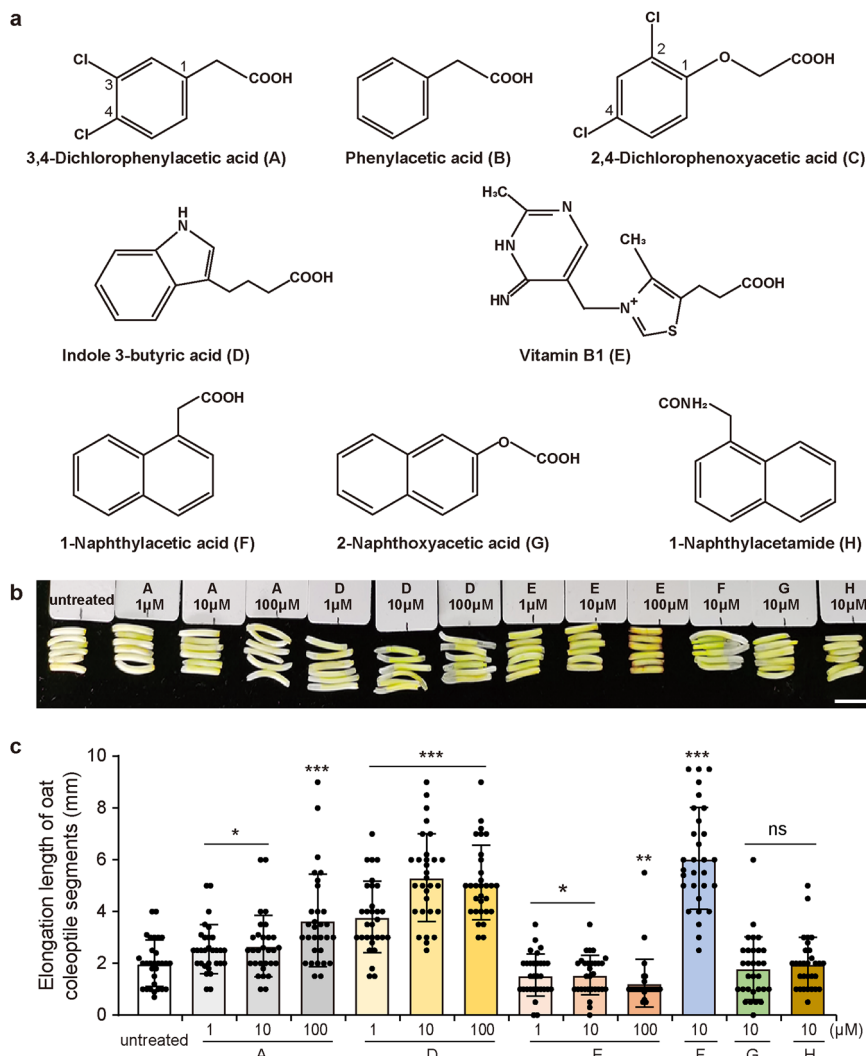 a
Cl
1
3
4
Cl
COOH
3,4-Dichlorophenylacetic acid (A)
COOH
Phenylacetic acid (B)
Cl
2
1
O
COOH
4
Cl
2,4-Dichlorophenoxyacetic acid (C)
H
N
COOH
Indole 3-butyric acid (D)
H₃C
N
HN
HN
CH₃
N⁺
S
COOH
Vitamin B1 (E)
COOH
1-Naphthylacetic acid (F)
O
COOH
2-Naphthoxyacetic acid (G)
CONH₂
1-Naphthylacetamide (H)
b
untreated
A 1μM
A 10μM
A 100μM
D 1μM
D 10μM
D 100μM
E 1μM
E 10μM
E 100μM
F 10μM
G 10μM
H 10μM
c
Elongation length of oat
coleoptile segments (mm)
10
8
6
4
2
0
*
***
***
*
**
***
ns
untreated
1 10 100 1 10 100 1 10 100 10 10 10 (μM)
A D E F G H